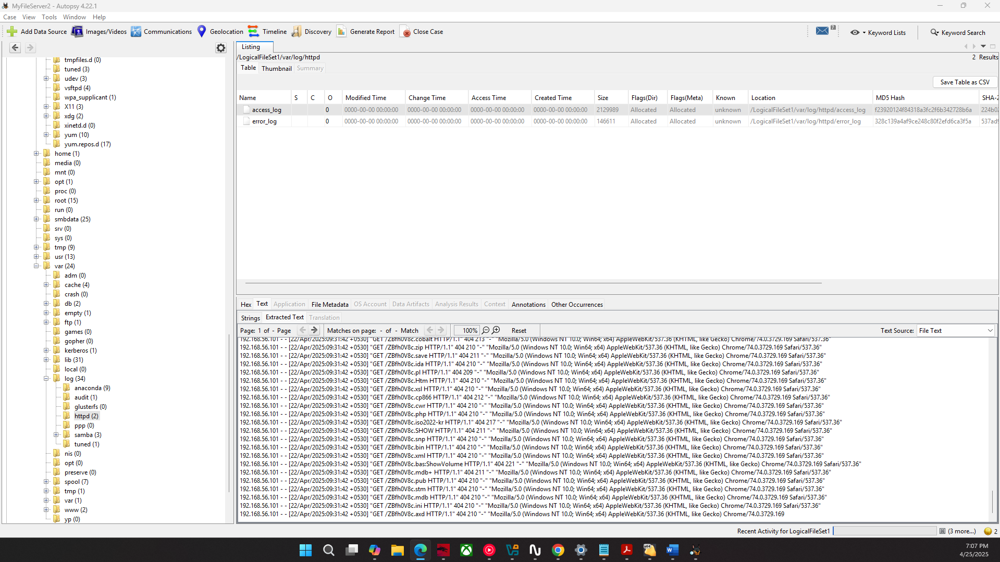 MyFileServer2 - Autopsy 4.22.1
Case View Tools Window Help
Add Data Source Images/Videos Communications Geolocation Timeline Discovery Generate Report Close Case
7 Keyword Lists Keyword Search
tmpfiles.d (0)
tuned (3)
udev (3)
vsftpd (4)
wpa_supplicant (1)
X11 (3)
xdg (2)
xinetd.d (0)
yum (10)
yum.repos.d (17)
home (1)
media (0)
mnt (0)
opt (1)
proc (0)
root (15)
run (0)
smbdata (25)
srv (0)
sys (0)
tmp (9)
usr (13)
var (24)
adm (0)
cache (4)
crash (0)
db (2)
empty (1)
ftp (1)
games (0)
gopher (0)
kerberos (1)
lib (31)
local (0)
log (34)
anaconda (9)
audit (1)
glusterfs (0)
httpd (2)
ppp (0)
samba (3)
tuned (1)
nis (0)
opt (0)
preserve (0)
spool (7)
tmp (1)
var (1)
www (2)
yp (0)
Listing
/LogicalFileSet1/var/log/httpd
2 Results
Table Thumbnail Summary
Save Table as CSV
Name S C O Modified Time Change Time Access Time Created Time Size Flags(Dir) Flags(Meta) Known Location MD5 Hash SHA-2
access_log 0 0000-00-00 00:00:00 0000-00-00 00:00:00 0000-00-00 00:00:00 0000-00-00 00:00:00 2129989 Allocated Allocated unknown /LogicalFileSet1/var/log/httpd/access_log f23920124f84318a3fc2f6b342728b6a 224b0
error_log 0 0000-00-00 00:00:00 0000-00-00 00:00:00 0000-00-00 00:00:00 0000-00-00 00:00:00 146611 Allocated Allocated unknown /LogicalFileSet1/var/log/httpd/error_log 328c139a4af9ce248c80f2efd6ca3f5a 537ad
Hex Text Application File Metadata OS Account Data Artifacts Analysis Results Context Annotations Other Occurrences
Strings Extracted Text Translation
Page: 1 of - Page Matches on page: - of - Match 100% Reset Text Source: File Text
192.168.56.101 - - [22/Apr/2025:09:31:42 +0530] "GET /ZBfh0V8c.cobalt HTTP/1.1" 404 213 "-" "Mozilla/5.0 (Windows NT 10.0; Win64; x64) AppleWebKit/537.36 (KHTML, like Gecko) Chrome/74.0.3729.169 Safari/537.36"
192.168.56.101 - - [22/Apr/2025:09:31:42 +0530] "GET /ZBfh0V8c.zip HTTP/1.1" 404 210 "-" "Mozilla/5.0 (Windows NT 10.0; Win64; x64) AppleWebKit/537.36 (KHTML, like Gecko) Chrome/74.0.3729.169 Safari/537.36"
192.168.56.101 - - [22/Apr/2025:09:31:42 +0530] "GET /ZBfh0V8c.save HTTP/1.1" 404 211 "-" "Mozilla/5.0 (Windows NT 10.0; Win64; x64) AppleWebKit/537.36 (KHTML, like Gecko) Chrome/74.0.3729.169 Safari/537.36"
192.168.56.101 - - [22/Apr/2025:09:31:42 +0530] "GET /ZBfh0V8c.ida HTTP/1.1" 404 210 "-" "Mozilla/5.0 (Windows NT 10.0; Win64; x64) AppleWebKit/537.36 (KHTML, like Gecko) Chrome/74.0.3729.169 Safari/537.36"
192.168.56.101 - - [22/Apr/2025:09:31:42 +0530] "GET /ZBfh0V8c.pl HTTP/1.1" 404 209 "-" "Mozilla/5.0 (Windows NT 10.0; Win64; x64) AppleWebKit/537.36 (KHTML, like Gecko) Chrome/74.0.3729.169 Safari/537.36"
192.168.56.101 - - [22/Apr/2025:09:31:42 +0530] "GET /ZBfh0V8c.Htm HTTP/1.1" 404 210 "-" "Mozilla/5.0 (Windows NT 10.0; Win64; x64) AppleWebKit/537.36 (KHTML, like Gecko) Chrome/74.0.3729.169 Safari/537.36"
192.168.56.101 - - [22/Apr/2025:09:31:42 +0530] "GET /ZBfh0V8c.xsl HTTP/1.1" 404 210 "-" "Mozilla/5.0 (Windows NT 10.0; Win64; x64) AppleWebKit/537.36 (KHTML, like Gecko) Chrome/74.0.3729.169 Safari/537.36"
192.168.56.101 - - [22/Apr/2025:09:31:42 +0530] "GET /ZBfh0V8c.cp866 HTTP/1.1" 404 212 "-" "Mozilla/5.0 (Windows NT 10.0; Win64; x64) AppleWebKit/537.36 (KHTML, like Gecko) Chrome/74.0.3729.169 Safari/537.36"
192.168.56.101 - - [22/Apr/2025:09:31:42 +0530] "GET /ZBfh0V8c.cwr HTTP/1.1" 404 210 "-" "Mozilla/5.0 (Windows NT 10.0; Win64; x64) AppleWebKit/537.36 (KHTML, like Gecko) Chrome/74.0.3729.169 Safari/537.36"
192.168.56.101 - - [22/Apr/2025:09:31:42 +0530] "GET /ZBfh0V8c.php HTTP/1.1" 404 210 "-" "Mozilla/5.0 (Windows NT 10.0; Win64; x64) AppleWebKit/537.36 (KHTML, like Gecko) Chrome/74.0.3729.169 Safari/537.36"
192.168.56.101 - - [22/Apr/2025:09:31:42 +0530] "GET /ZBfh0V8c.iso2022-kr HTTP/1.1" 404 217 "-" "Mozilla/5.0 (Windows NT 10.0; Win64; x64) AppleWebKit/537.36 (KHTML, like Gecko) Chrome/74.0.3729.169 Safari/537.36"
192.168.56.101 - - [22/Apr/2025:09:31:42 +0530] "GET /ZBfh0V8c.SHOW HTTP/1.1" 404 211 "-" "Mozilla/5.0 (Windows NT 10.0; Win64; x64) AppleWebKit/537.36 (KHTML, like Gecko) Chrome/74.0.3729.169 Safari/537.36"
192.168.56.101 - - [22/Apr/2025:09:31:42 +0530] "GET /ZBfh0V8c.snp HTTP/1.1" 404 210 "-" "Mozilla/5.0 (Windows NT 10.0; Win64; x64) AppleWebKit/537.36 (KHTML, like Gecko) Chrome/74.0.3729.169 Safari/537.36"
192.168.56.101 - - [22/Apr/2025:09:31:42 +0530] "GET /ZBfh0V8c.bin HTTP/1.1" 404 210 "-" "Mozilla/5.0 (Windows NT 10.0; Win64; x64) AppleWebKit/537.36 (KHTML, like Gecko) Chrome/74.0.3729.169 Safari/537.36"
192.168.56.101 - - [22/Apr/2025:09:31:42 +0530] "GET /ZBfh0V8c.xml HTTP/1.1" 404 210 "-" "Mozilla/5.0 (Windows NT 10.0; Win64; x64) AppleWebKit/537.36 (KHTML, like Gecko) Chrome/74.0.3729.169 Safari/537.36"
192.168.56.101 - - [22/Apr/2025:09:31:42 +0530] "GET /ZBfh0V8c.bas:ShowVolume HTTP/1.1" 404 221 "-" "Mozilla/5.0 (Windows NT 10.0; Win64; x64) AppleWebKit/537.36 (KHTML, like Gecko) Chrome/74.0.3729.169 Safari/537.36"
192.168.56.101 - - [22/Apr/2025:09:31:42 +0530] "GET /ZBfh0V8c.mdb+ HTTP/1.1" 404 211 "-" "Mozilla/5.0 (Windows NT 10.0; Win64; x64) AppleWebKit/537.36 (KHTML, like Gecko) Chrome/74.0.3729.169 Safari/537.36"
192.168.56.101 - - [22/Apr/2025:09:31:42 +0530] "GET /ZBfh0V8c.pub HTTP/1.1" 404 210 "-" "Mozilla/5.0 (Windows NT 10.0; Win64; x64) AppleWebKit/537.36 (KHTML, like Gecko) Chrome/74.0.3729.169 Safari/537.36"
192.168.56.101 - - [22/Apr/2025:09:31:42 +0530] "GET /ZBfh0V8c.stm HTTP/1.1" 404 210 "-" "Mozilla/5.0 (Windows NT 10.0; Win64; x64) AppleWebKit/537.36 (KHTML, like Gecko) Chrome/74.0.3729.169 Safari/537.36"
192.168.56.101 - - [22/Apr/2025:09:31:42 +0530] "GET /ZBfh0V8c.mdb HTTP/1.1" 404 210 "-" "Mozilla/5.0 (Windows NT 10.0; Win64; x64) AppleWebKit/537.36 (KHTML, like Gecko) Chrome/74.0.3729.169 Safari/537.36"
192.168.56.101 - - [22/Apr/2025:09:31:42 +0530] "GET /ZBfh0V8c.ini HTTP/1.1" 404 210 "-" "Mozilla/5.0 (Windows NT 10.0; Win64; x64) AppleWebKit/537.36 (KHTML, like Gecko) Chrome/74.0.3729.169 Safari/537.36"
192.168.56.101 - - [22/Apr/2025:09:31:42 +0530] "GET /ZBfh0V8c.axd HTTP/1.1" 404 210 "-" "Mozilla/5.0 (Windows NT 10.0; Win64; x64) AppleWebKit/537.36 (KHTML, like Gecko) Chrome/74.0.3729.169
Recent Activity for LogicalFileSet1 (3 more...) 2
7:07 PM
4/25/2025